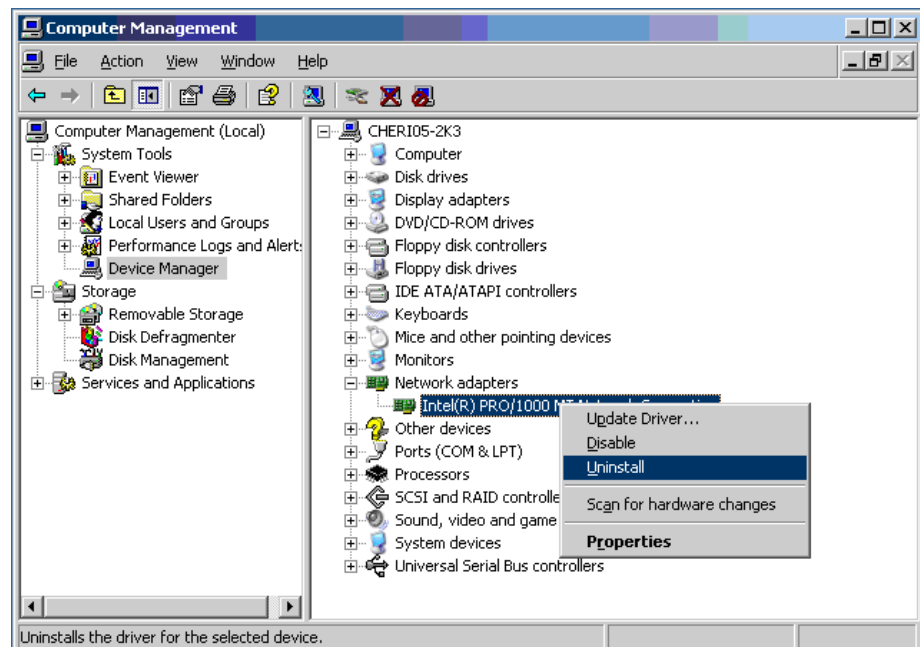 Computer Management
File Action View Window Help
Computer Management (Local)
System Tools
Event Viewer
Shared Folders
Local Users and Groups
Performance Logs and Alert
Device Manager
Storage
Removable Storage
Disk Defragmenter
Disk Management
Services and Applications
CHERI05-2K3
Computer
Disk drives
Display adapters
DVD/CD-ROM drives
Floppy disk controllers
Floppy disk drives
IDE ATA/ATAPI controllers
Keyboards
Mice and other pointing devices
Monitors
Network adapters
Intel(R) PRO/1000
Other devices
Ports (COM & LPT)
Processors
SCSI and RAID controlle
Sound, video and game
System devices
Universal Serial Bus controllers
Update Driver...
Disable
Uninstall
Scan for hardware changes
Properties
Uninstalls the driver for the selected device.